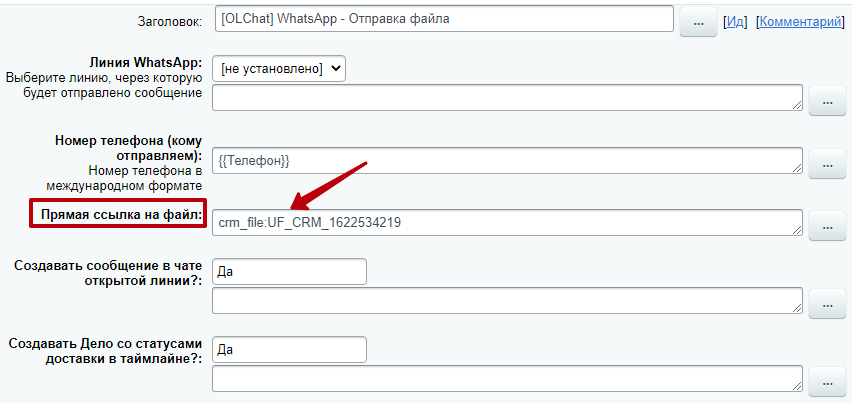 Заголовок: [OLChat] WhatsApp - Отправка файла ... [Ид] [Комментарий]
Линия WhatsApp: [не установлено]
Выберите линию, через которую
будет отправлено сообщение ...
Номер телефона (кому
отправляем): {{Телефон}} ...
Номер телефона в
международном формате
Прямая ссылка на файл: crm_file:UF_CRM_1622534219 ...
Создавать сообщение в чате Да
открытой линии?:
...
Создавать Дело со статусами Да
доставки в таймлайне?:
...